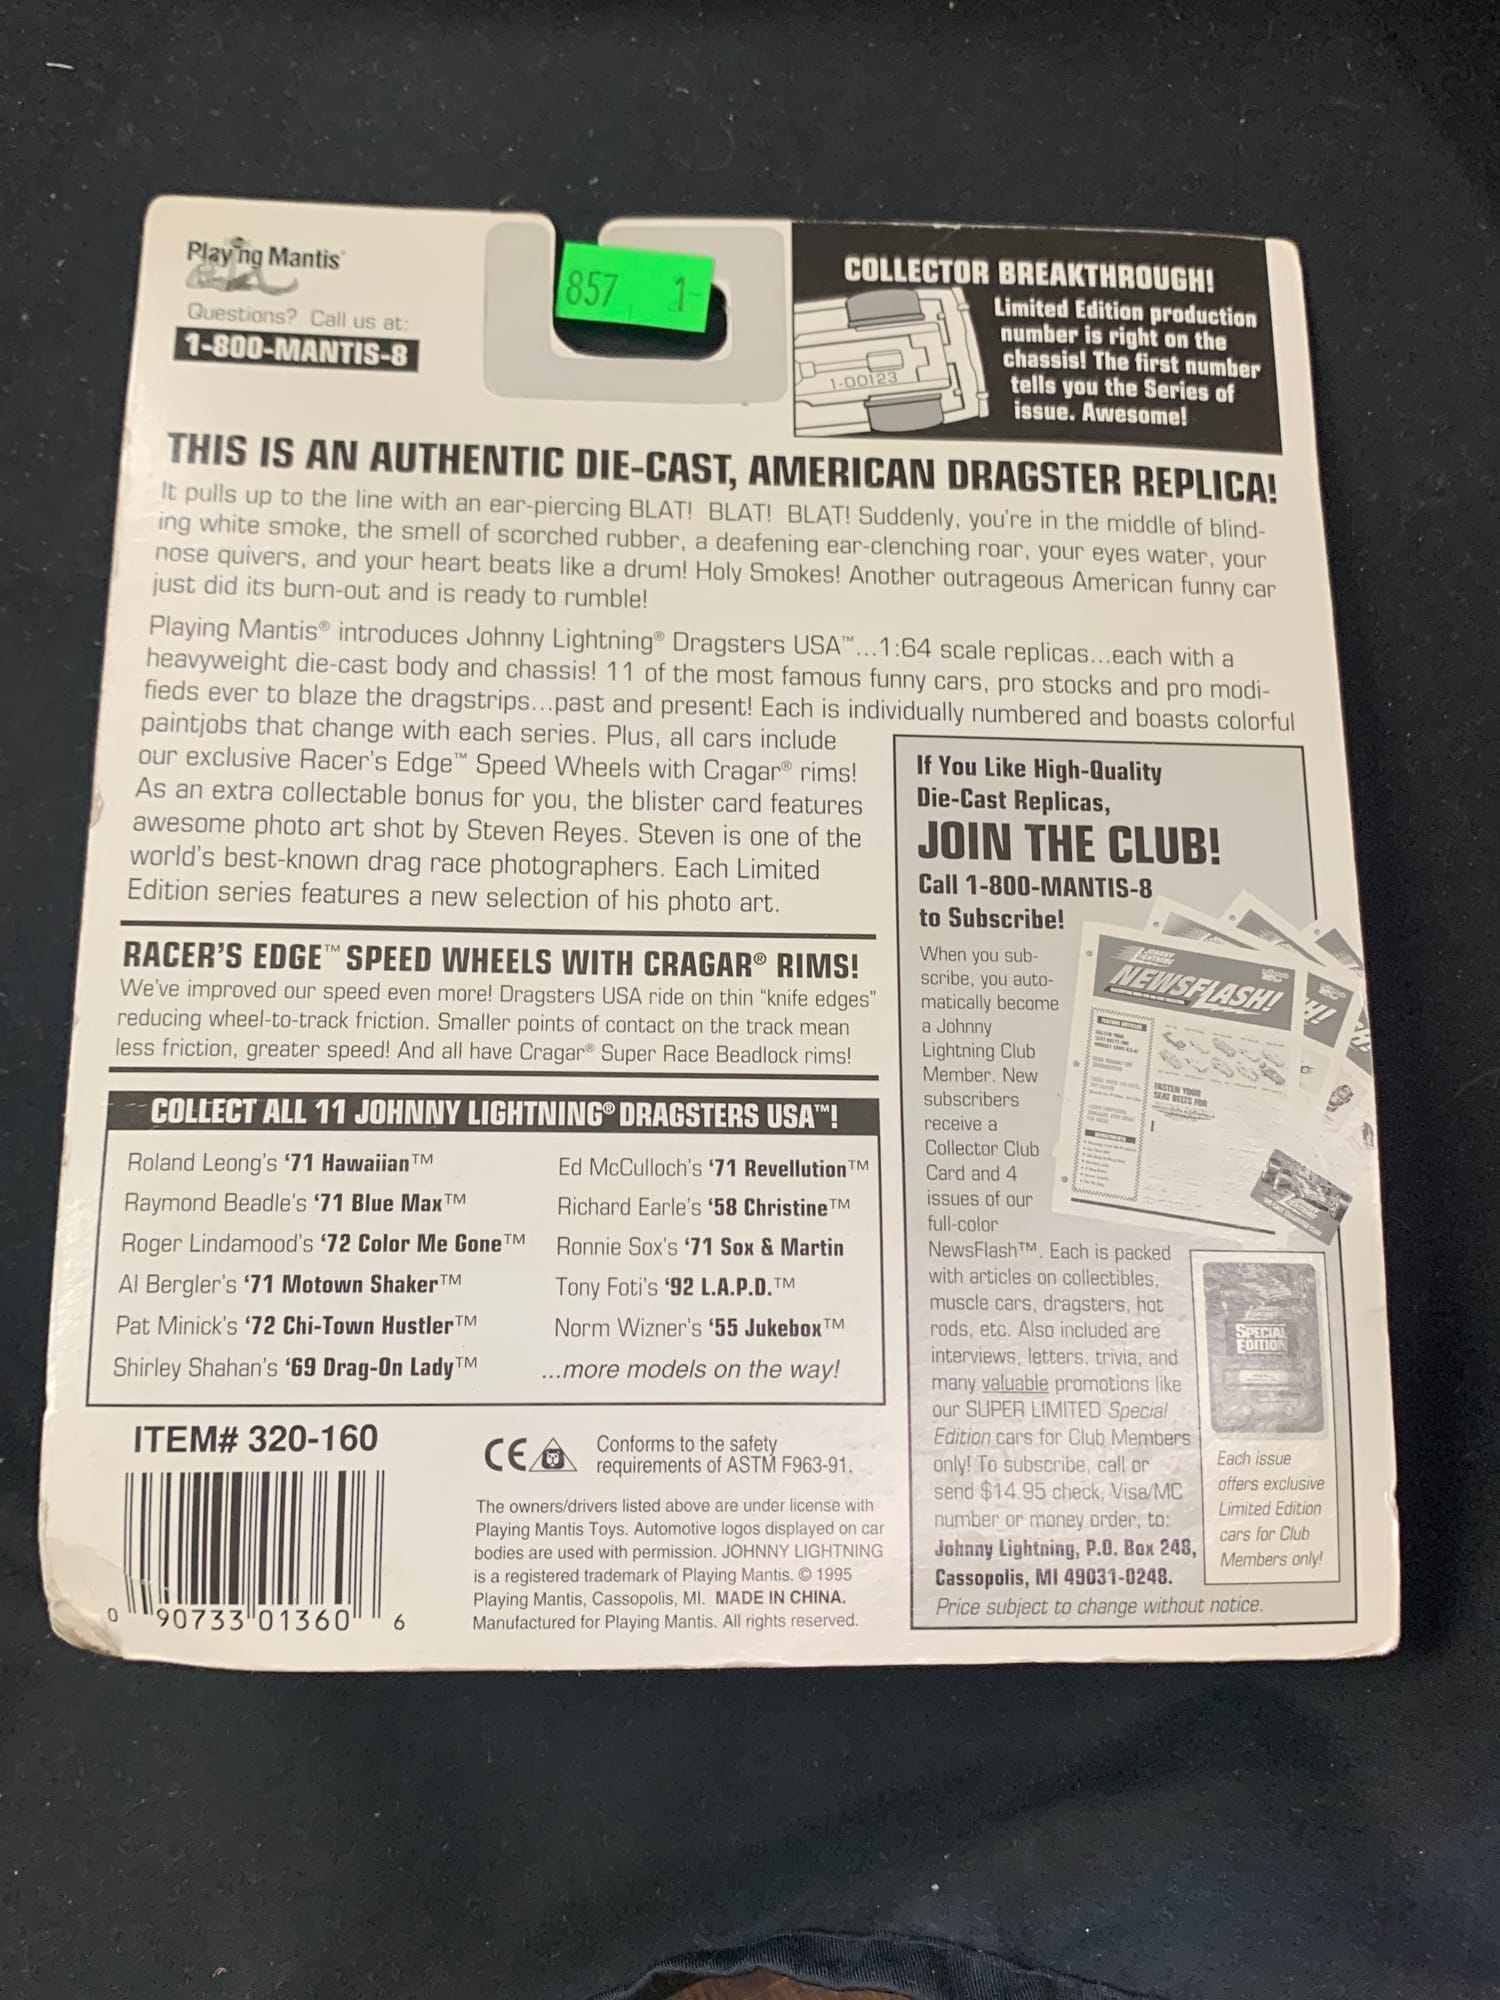 Playing Mantis
Questions? Call us at:
1-800-MANTIS-8
857 1-
COLLECTOR BREAKTHROUGH!
Limited Edition production
number is right on the
chassis! The first number
tells you the Series of
issue. Awesome!
1-00123
THIS IS AN AUTHENTIC DIE-CAST, AMERICAN DRAGSTER REPLICA!
It pulls up to the line with an ear-piercing BLAT! BLAT! BLAT! Suddenly, you're in the middle of blind-
ing white smoke, the smell of scorched rubber, a deafening ear-clenching roar, your eyes water, your
nose quivers, and your heart beats like a drum! Holy Smokes! Another outrageous American funny car
just did its burn-out and is ready to rumble!
Playing Mantis® introduces Johnny Lightning® Dragsters USA™...1:64 scale replicas...each with a
heavyweight die-cast body and chassis! 11 of the most famous funny cars, pro stocks and pro modi-
fieds ever to blaze the dragstrips...past and present! Each is individually numbered and boasts colorful
paintjobs that change with each series. Plus, all cars include
our exclusive Racer's Edge™ Speed Wheels with Cragar® rims!
As an extra collectable bonus for you, the blister card features
awesome photo art shot by Steven Reyes. Steven is one of the
world's best-known drag race photographers. Each Limited
Edition series features a new selection of his photo art.
RACER'S EDGE™ SPEED WHEELS WITH CRAGAR® RIMS!
We've improved our speed even more! Dragsters USA ride on thin "knife edges"
reducing wheel-to-track friction. Smaller points of contact on the track mean
less friction, greater speed! And all have Cragar® Super Race Beadlock rims!
COLLECT ALL 11 JOHNNY LIGHTNING® DRAGSTERS USA™!
Roland Leong's '71 Hawaiian™
Raymond Beadle's '71 Blue Max™
Roger Lindamood's '72 Color Me Gone™
Al Bergler's '71 Motown Shaker™
Pat Minick's '72 Chi-Town Hustler™
Shirley Shahan's '69 Drag-On Lady™
Ed McCulloch's '71 Revellution™
Richard Earle's '58 Christine™
Ronnie Sox's '71 Sox & Martin
Tony Foti's '92 L.A.P.D.™
Norm Wizner's '55 Jukebox™
...more models on the way!
ITEM# 320-160
0 90733 01360 6
CE
Conforms to the safety
requirements of ASTM F963-91.
The owners/drivers listed above are under license with
Playing Mantis Toys. Automotive logos displayed on car
bodies are used with permission. JOHNNY LIGHTNING
is a registered trademark of Playing Mantis. © 1995
Playing Mantis, Cassopolis, MI. MADE IN CHINA.
Manufactured for Playing Mantis. All rights reserved.
If You Like High-Quality
Die-Cast Replicas,
JOIN THE CLUB!
Call 1-800-MANTIS-8
to Subscribe!
When you sub-
scribe, you auto-
matically become
a Johnny
Lightning Club
Member. New
subscribers
receive a
Collector Club
Card and 4
issues of our
full-color
NewsFlash™. Each is packed
with articles on collectibles,
muscle cars, dragsters, hot
rods, etc. Also included are
interviews, letters, trivia, and
many valuable promotions like
our SUPER LIMITED Special
Edition cars for Club Members
only! To subscribe, call or
send $14.95 check, Visa/MC
number or money order, to:
Johnny Lightning, P.O. Box 248,
Cassopolis, MI 49031-0248.
Price subject to change without notice.
NEWSFLASH!
H!
FASTEN YOUR
SEAT BELTS FOR
SPECIAL
EDITION
Each issue
offers exclusive
Limited Edition
cars for Club
Members only!